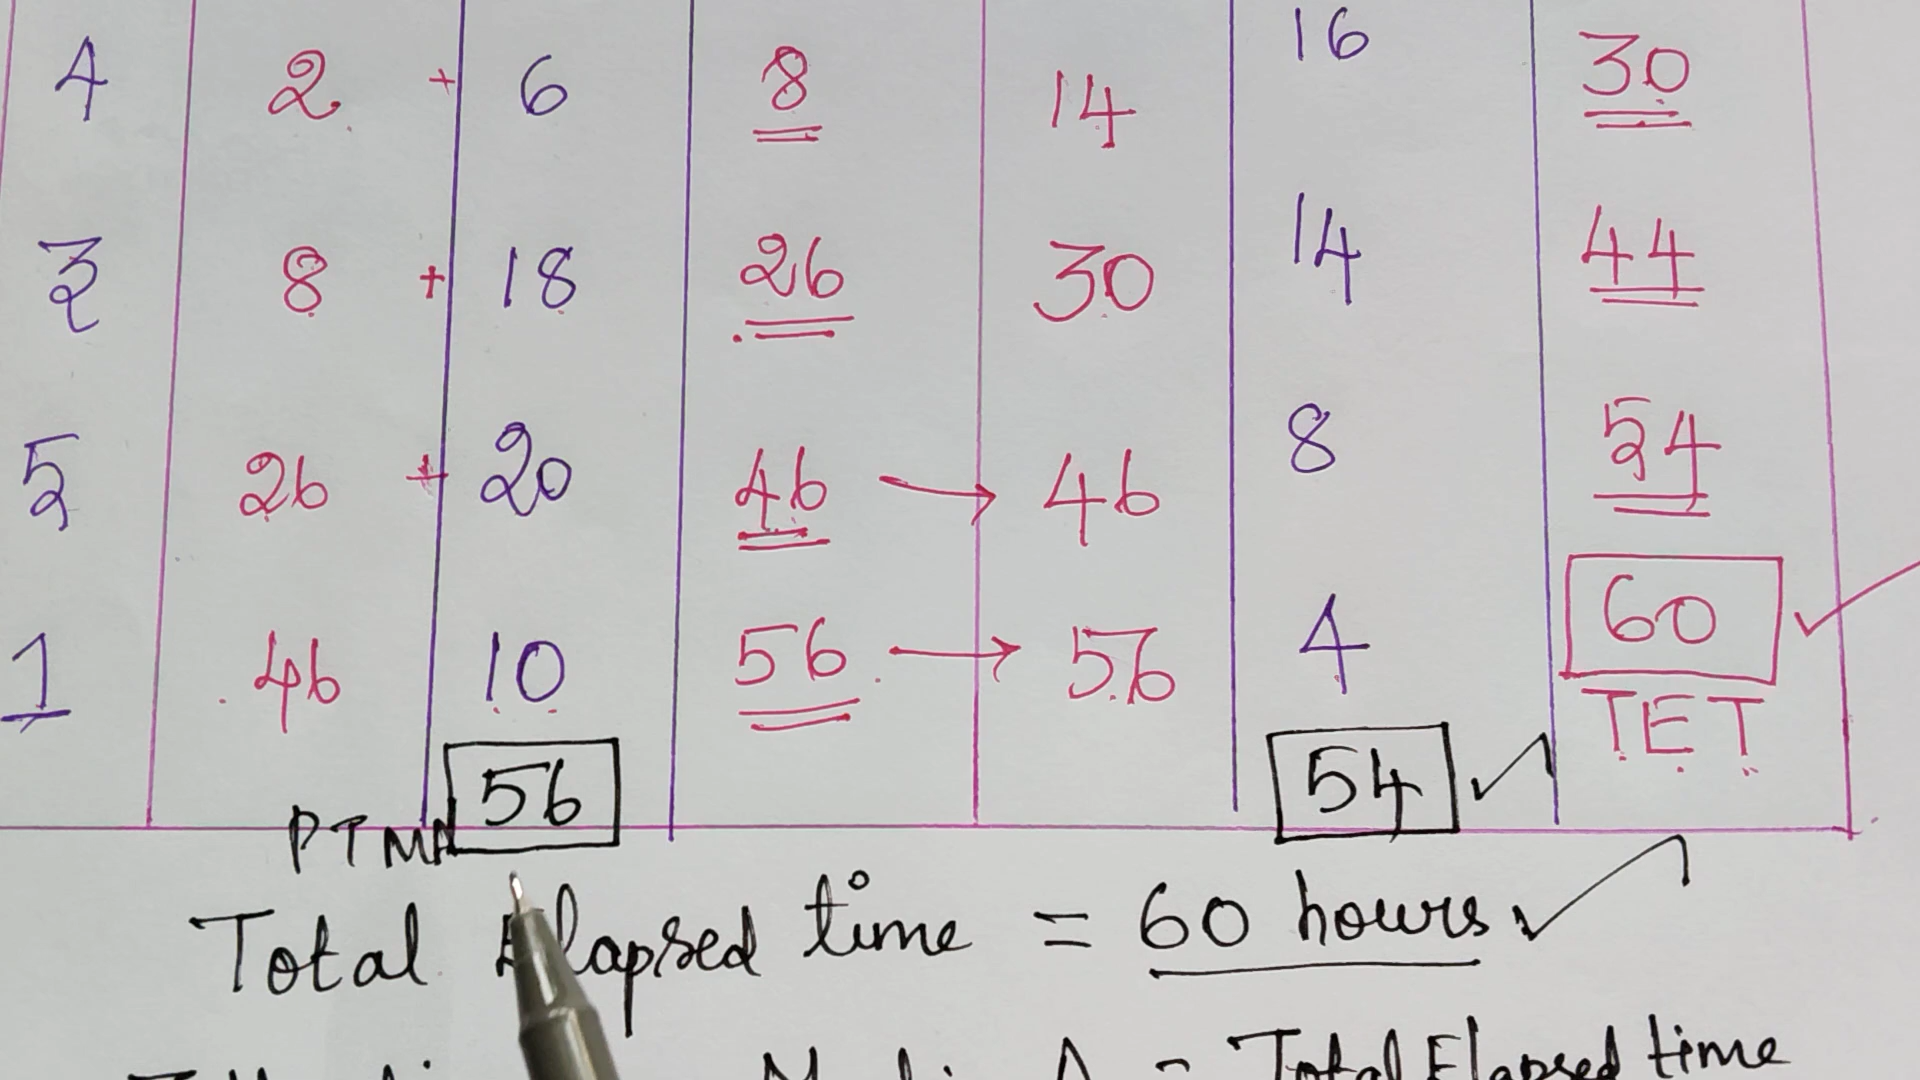 4 2 + 6 8 14 16 30
3 8 + 18 26 30 14 44
5 26 + 20 46 → 46 8 54
1 46 10 56 → 56 4 60
56 54 TET
PTMA
Total Elapsed time = 60 hours
Total Elapsed time